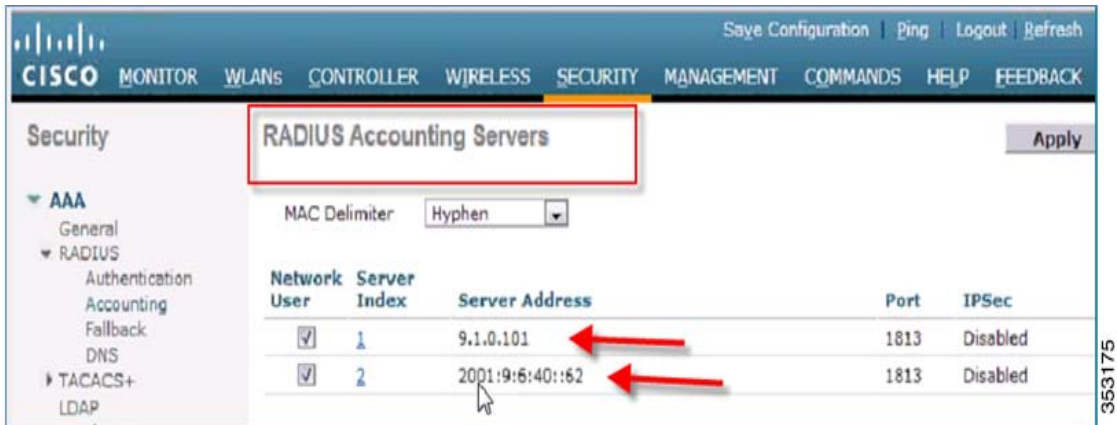 Save Configuration | Ping | Logout | Refresh
CISCO MONITOR WLANs CONTROLLER WIRELESS SECURITY MANAGEMENT COMMANDS HELP FEEDBACK
Security
RADIUS Accounting Servers
Apply
AAA
General
RADIUS
Authentication
Accounting
Fallback
DNS
TACACS+
LDAP
MAC Delimiter Hyphen
Network User Server Index Server Address Port IPSec
1 9.1.0.101 1813 Disabled
2 2001:9:6:40::62 1813 Disabled
353175